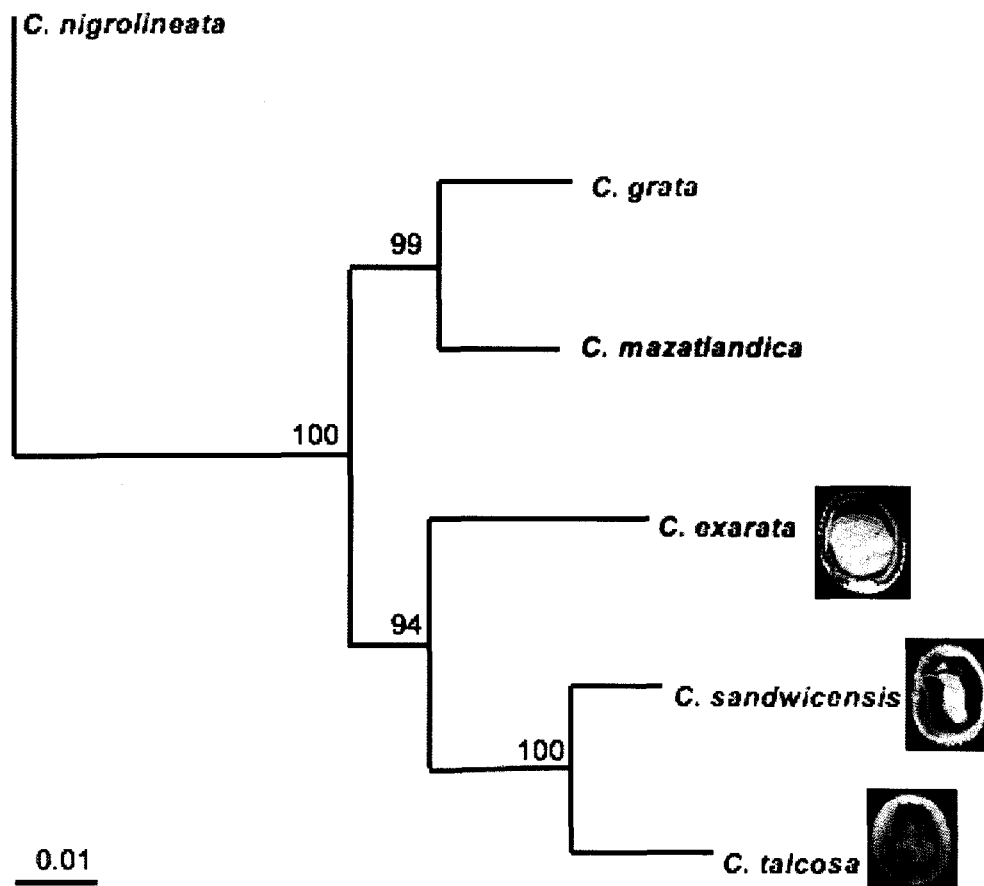 C. nigrolineata
C. grata
99
C. mazatlandica
100
C. exarata
94
C. sandwicensis
100
C. talcosa
0.01